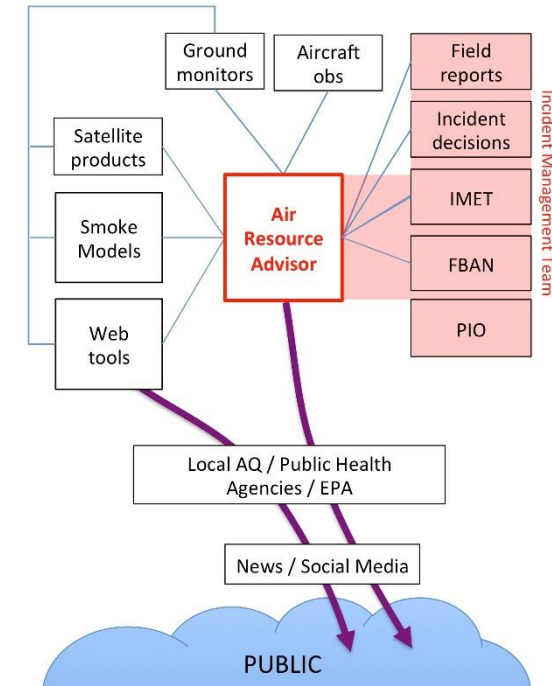 Ground
monitors
Aircraft
obs
Field
reports
Satellite
products
Incident
decisions
Smoke
Models
Air
Resource
Advisor
IMET
FBAN
Web
tools
PIO
Incident Management Team
Local AQ / Public Health
Agencies / EPA
News / Social Media
PUBLIC